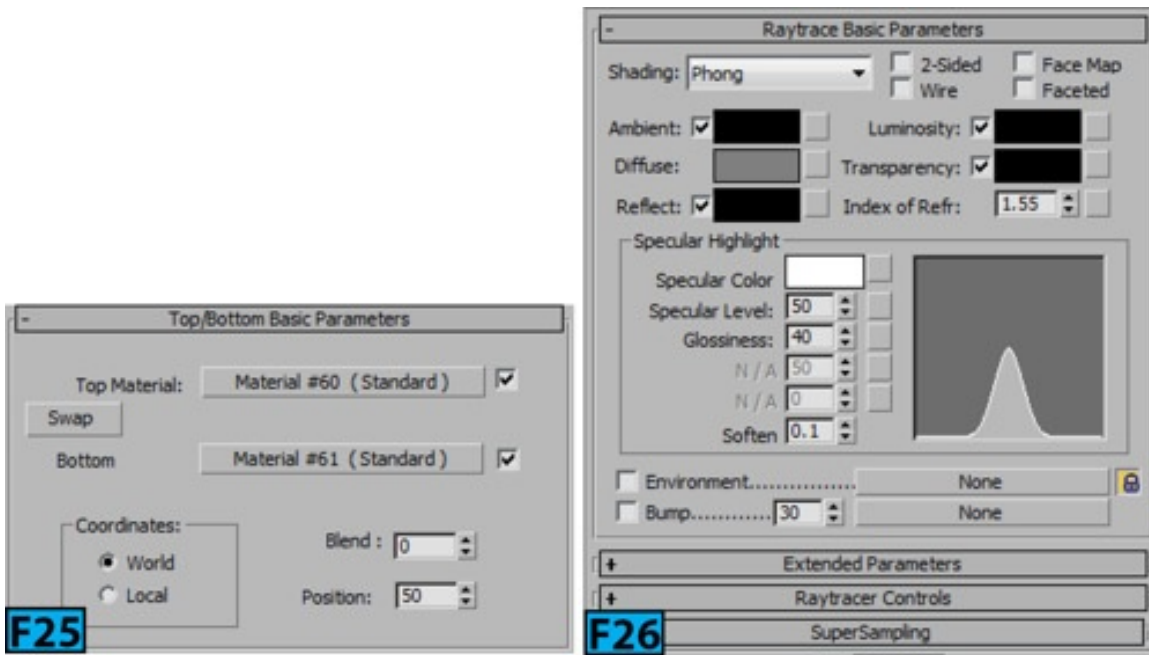 - Top/Bottom Basic Parameters
Top Material: Material #60 ( Standard )
Swap
Bottom Material #61 ( Standard )
Coordinates:
World
Local
Blend : 0
Position: 50
F25
- Raytrace Basic Parameters
Shading: Phong 2-Sided Face Map
Wire Faceted
Ambient: Luminosity:
Diffuse: Transparency:
Reflect: Index of Refr: 1.55
Specular Highlight
Specular Color
Specular Level: 50
Glossiness: 40
N / A 50
N / A 0
Soften 0.1
Environment................ None
Bump............ 30 None
+ Extended Parameters
+ Raytracer Controls
SuperSampling
F26